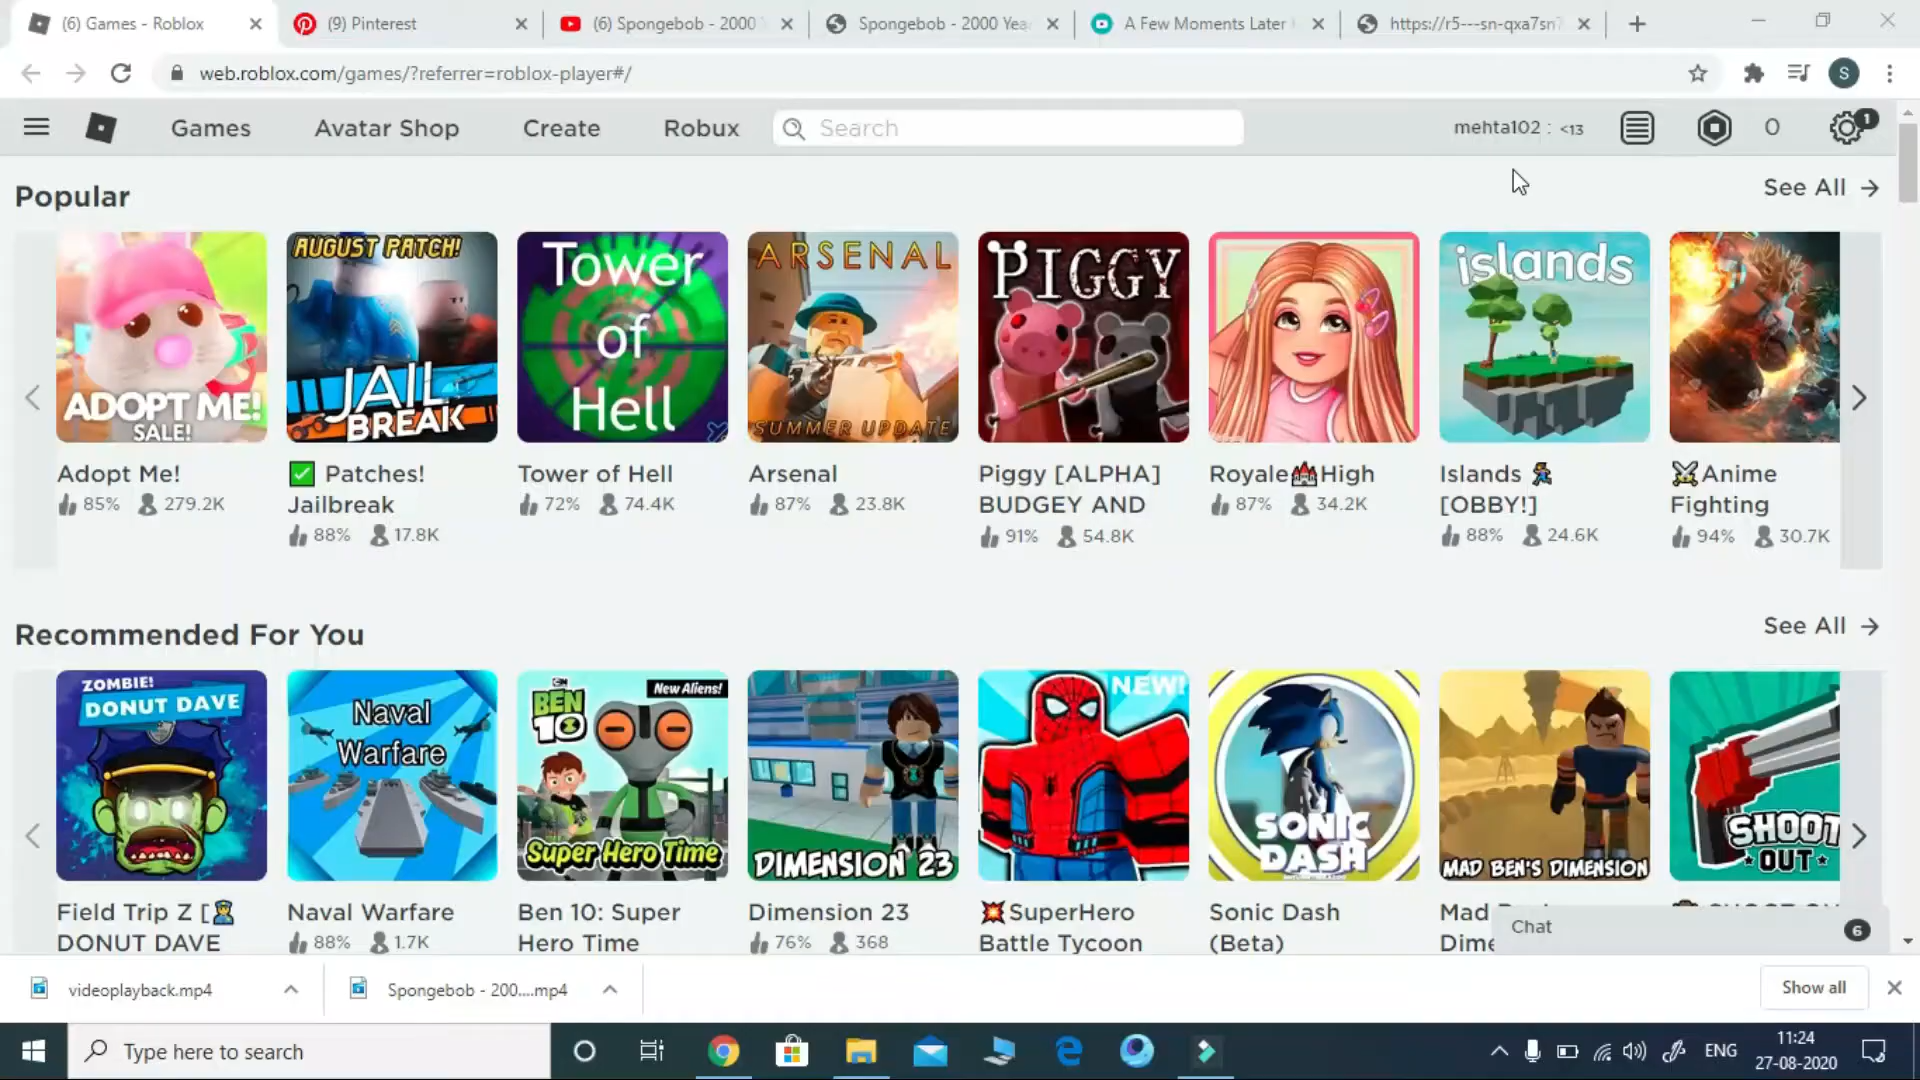 (6) Games - Roblox
(9) Pinterest
(6) Spongebob - 2000
Spongebob - 2000 Yea
A Few Moments Later
https://r5---sn-qxa7sn7
web.roblox.com/games/?referrer=roblox-player#/
S
Games
Avatar Shop
Create
Robux
Search
mehta102 : <13
0
1
Popular
See All
AUGUST PATCH!
Tower of Hell
ARSENAL
PIGGY
islands
ADOPT ME!
SALE!
JAIL
BREAK
SUMMER UPDATE
Adopt Me!
✅ Patches!
Jailbreak
Tower of Hell
Arsenal
Piggy [ALPHA]
BUDGEY AND
Royale🏰High
Islands 🏃
[OBBY!]
⚔️Anime
Fighting
85% 279.2K
88% 17.8K
72% 74.4K
87% 23.8K
91% 54.8K
87% 34.2K
88% 24.6K
94% 30.7K
Recommended For You
See All
ZOMBIE!
DONUT DAVE
Naval
Warfare
CN
BEN
10
New Aliens!
Super Hero Time
DIMENSION 23
NEW!
SONIC
DASH
MAD BEN'S DIMENSION
SHOOT
OUT
Field Trip Z [👮
DONUT DAVE
Naval Warfare
88% 1.7K
Ben 10: Super
Hero Time
Dimension 23
76% 368
💥SuperHero
Battle Tycoon
Sonic Dash
(Beta)
Mad
Dime
Chat
6
videoplayback.mp4
Spongebob - 200....mp4
Show all
Type here to search
ENG
11:24
27-08-2020